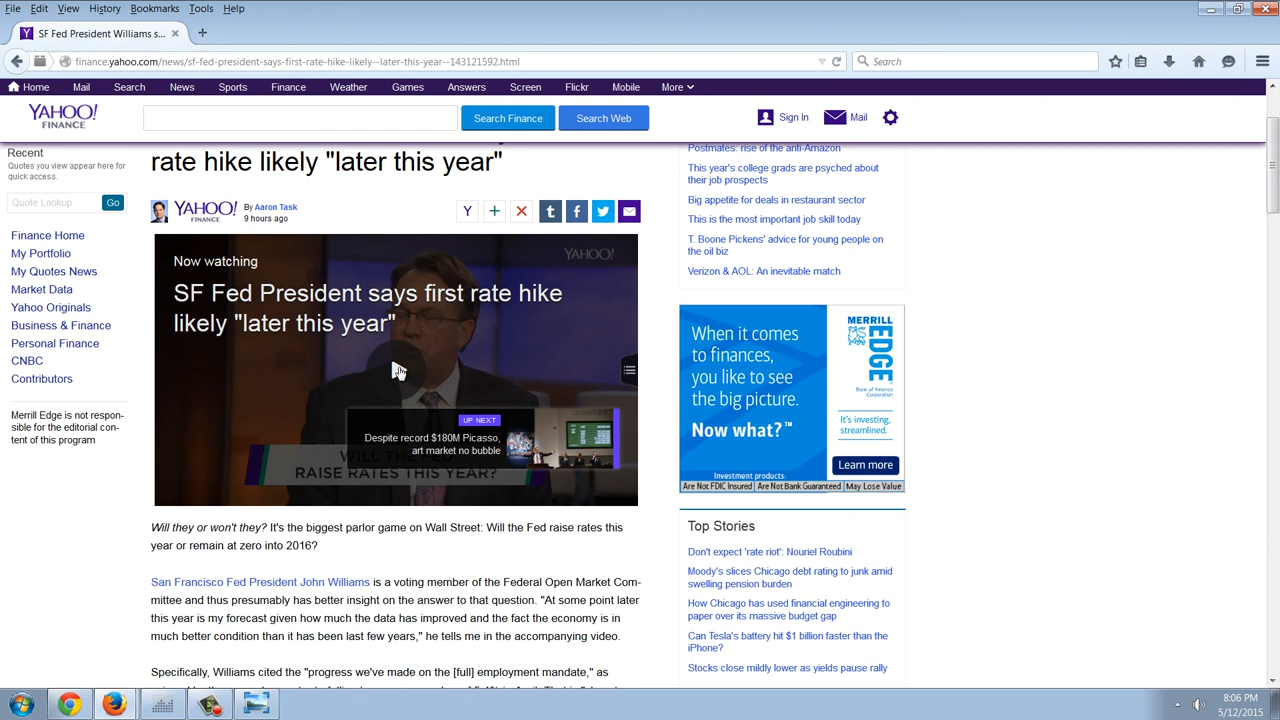 File Edit View History Bookmarks Tools Help
SF Fed President Williams s...
finance.yahoo.com/news/sf-fed-president-says-first-rate-hike-likely--later-this-year--143121592.html
Search
Home Mail Search News Sports Finance Weather Games Answers Screen Flickr Mobile More
YAHOO!
FINANCE
Search Finance
Search Web
Sign In
Mail
Recent
Quotes you view appear here for
quick access.
Quote Lookup
Go
Finance Home
My Portfolio
My Quotes News
Market Data
Yahoo Originals
Business & Finance
Personal Finance
CNBC
Contributors
Merrill Edge is not respon-
sible for the editorial con-
tent of this program
rate hike likely "later this year"
YAHOO!
FINANCE
By Aaron Task
9 hours ago
Y
t f
YAHOO!
Now watching
SF Fed President says first rate hike
likely "later this year"
UP NEXT
Despite record $180M Picasso,
art market no bubble
WILL THE
RAISE RATES THIS YEAR?
Will they or won't they? It's the biggest parlor game on Wall Street: Will the Fed raise rates this
year or remain at zero into 2016?
San Francisco Fed President John Williams is a voting member of the Federal Open Market Com-
mittee and thus presumably has better insight on the answer to that question. "At some point later
this year is my forecast given how much the data has improved and the fact the economy is in
much better condition than it has been last few years," he tells me in the accompanying video.
Specifically, Williams cited the "progress we've made on the [full] employment mandate," as
Postmates: rise of the anti-Amazon
This year's college grads are psyched about
their job prospects
Big appetite for deals in restaurant sector
This is the most important job skill today
T. Boone Pickens' advice for young people on
the oil biz
Verizon & AOL: An inevitable match
When it comes
to finances,
you like to see
the big picture.
Now what?™
MERRILL
EDGE
Bank of America
Corporation
It's investing,
streamlined.
Learn more
Investment products:
Are Not FDIC Insured Are Not Bank Guaranteed May Lose Value
Top Stories
Don't expect 'rate riot': Nouriel Roubini
Moody's slices Chicago debt rating to junk amid
swelling pension burden
How Chicago has used financial engineering to
paper over its massive budget gap
Can Tesla's battery hit $1 billion faster than the
iPhone?
Stocks close mildly lower as yields pause rally
8:06 PM
5/12/2015